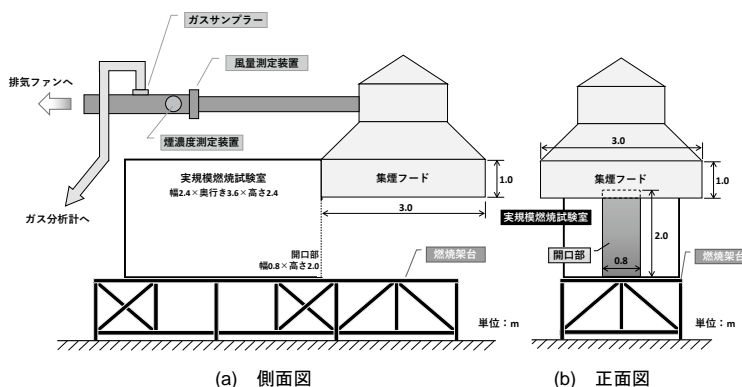 ガスサンプラー
風量測定装置
排気ファンへ
煙濃度測定装置
ガス分析計へ
実規模燃焼試験室
幅2.4×奥行き3.6×高さ2.4
集煙フード
1.0
3.0
開口部
幅0.8×高さ2.0
燃焼架台
単位：m
(a) 側面図
3.0
集煙フード
1.0
実規模燃焼試験室
2.0
開口部
0.8
燃焼架台
単位：m
(b) 正面図